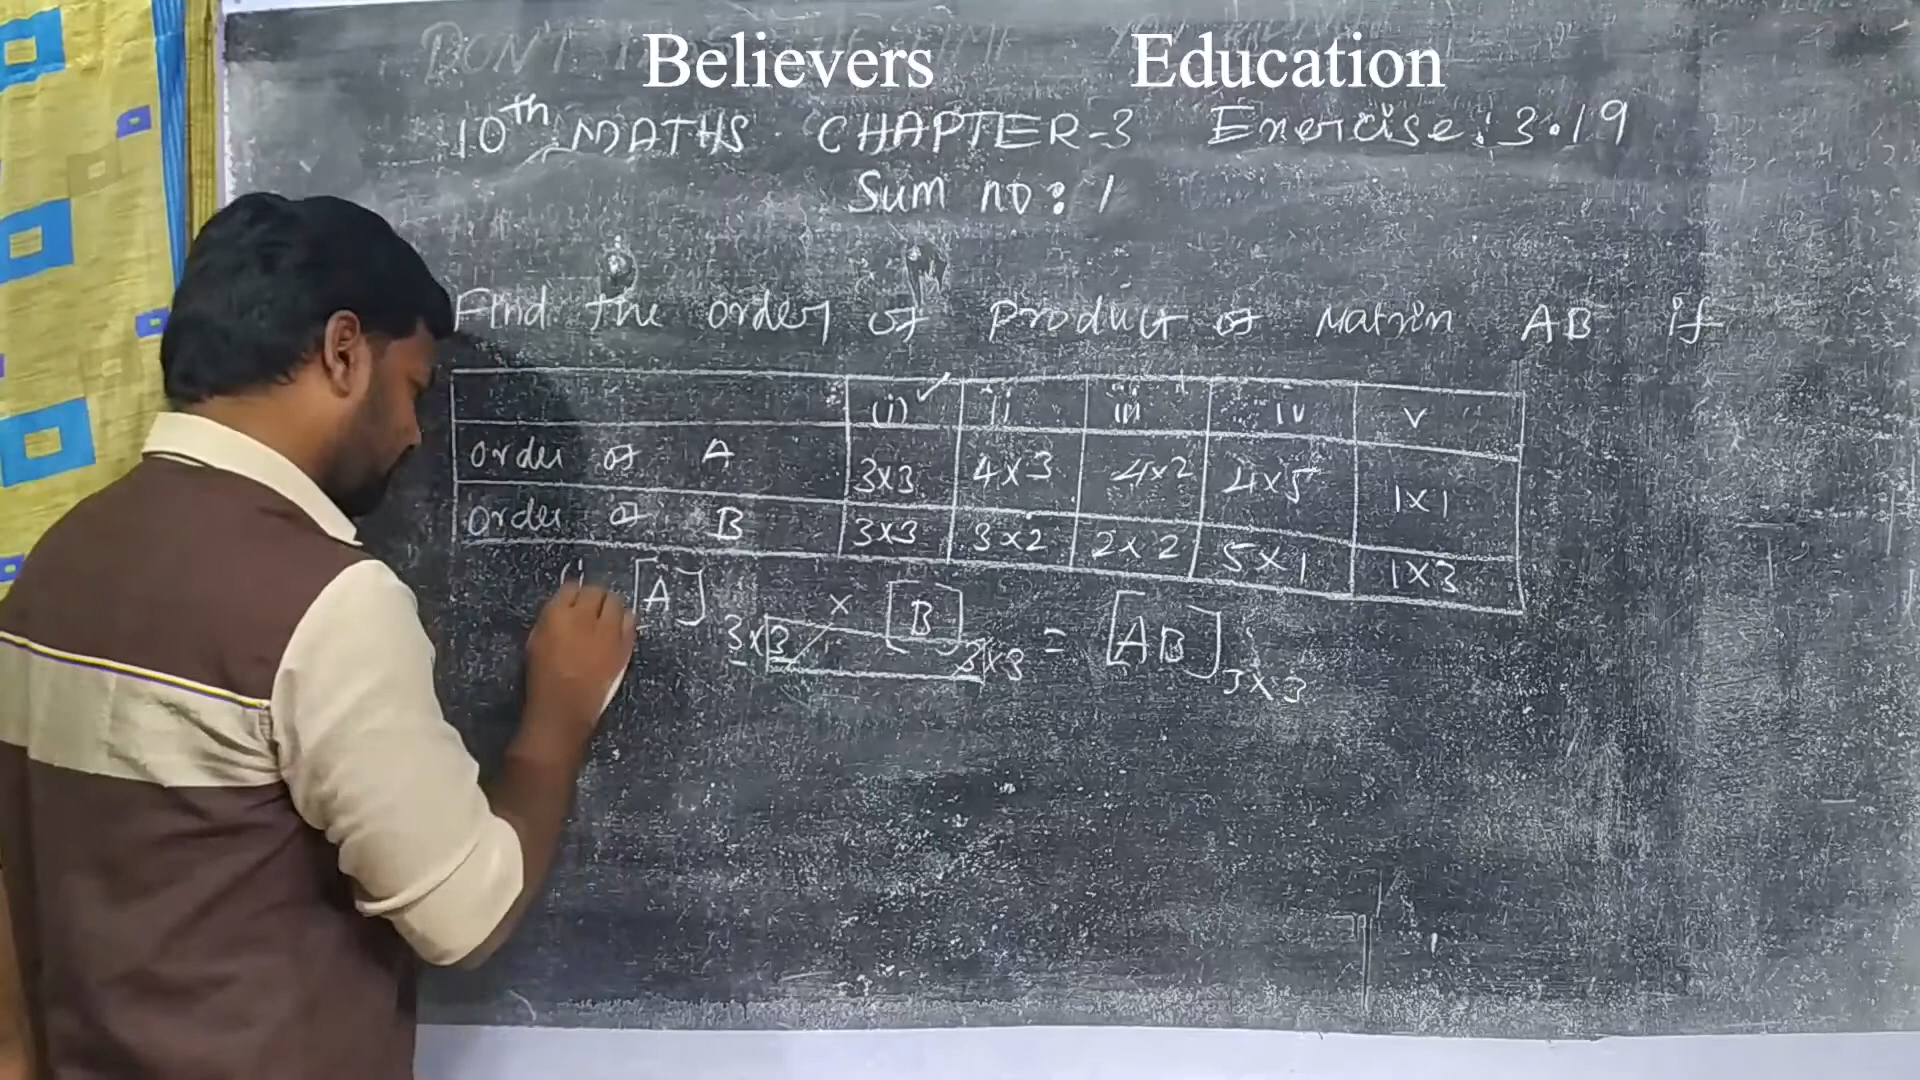 Believers Education
10th MATHS CHAPTER-3 Exercise: 3.19
Sum no: 1
Find the order of Product of Matrix AB if
(i) ✓ ii iii iv v
order of A 3x3 4x3 4x2 4x5 1x1
order of B 3x3 3x2 2x2 5x1 1x3
(i [A] 3x3 x [B] 3x3 = [AB] 3x3